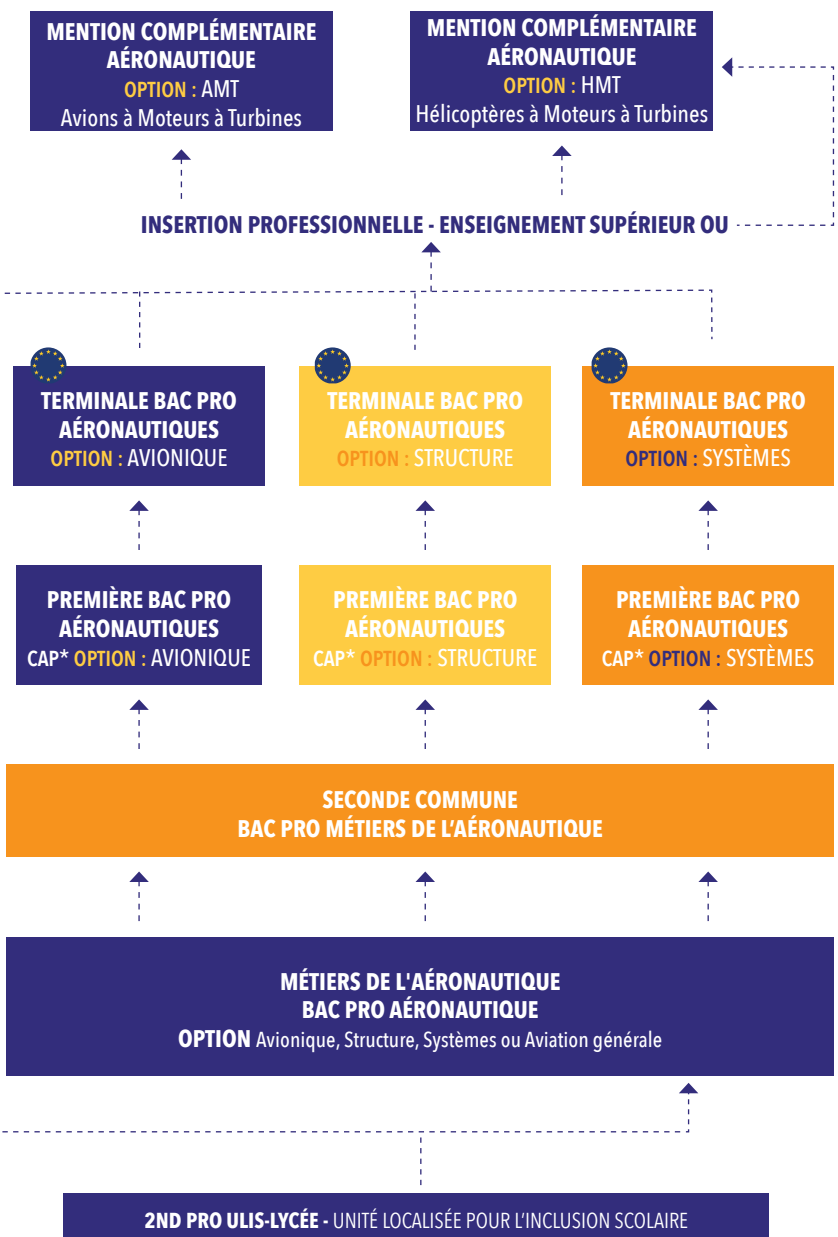 MENTION COMPLÉMENTAIRE
AÉRONAUTIQUE
OPTION : AMT
Avions à Moteurs à Turbines
MENTION COMPLÉMENTAIRE
AÉRONAUTIQUE
OPTION : HMT
Hélicoptères à Moteurs à Turbines
INSERTION PROFESSIONNELLE - ENSEIGNEMENT SUPÉRIEUR OU
TERMINALE BAC PRO
AÉRONAUTIQUES
OPTION : AVIONIQUE
TERMINALE BAC PRO
AÉRONAUTIQUES
OPTION : STRUCTURE
TERMINALE BAC PRO
AÉRONAUTIQUES
OPTION : SYSTÈMES
PREMIÈRE BAC PRO
AÉRONAUTIQUES
CAP* OPTION : AVIONIQUE
PREMIÈRE BAC PRO
AÉRONAUTIQUES
CAP* OPTION : STRUCTURE
PREMIÈRE BAC PRO
AÉRONAUTIQUES
CAP* OPTION : SYSTÈMES
SECONDE COMMUNE
BAC PRO MÉTIERS DE L'AÉRONAUTIQUE
MÉTIERS DE L'AÉRONAUTIQUE
BAC PRO AÉRONAUTIQUE
OPTION Avionique, Structure, Systèmes ou Aviation générale
2ND PRO ULIS-LYCÉE - UNITÉ LOCALISÉE POUR L'INCLUSION SCOLAIRE